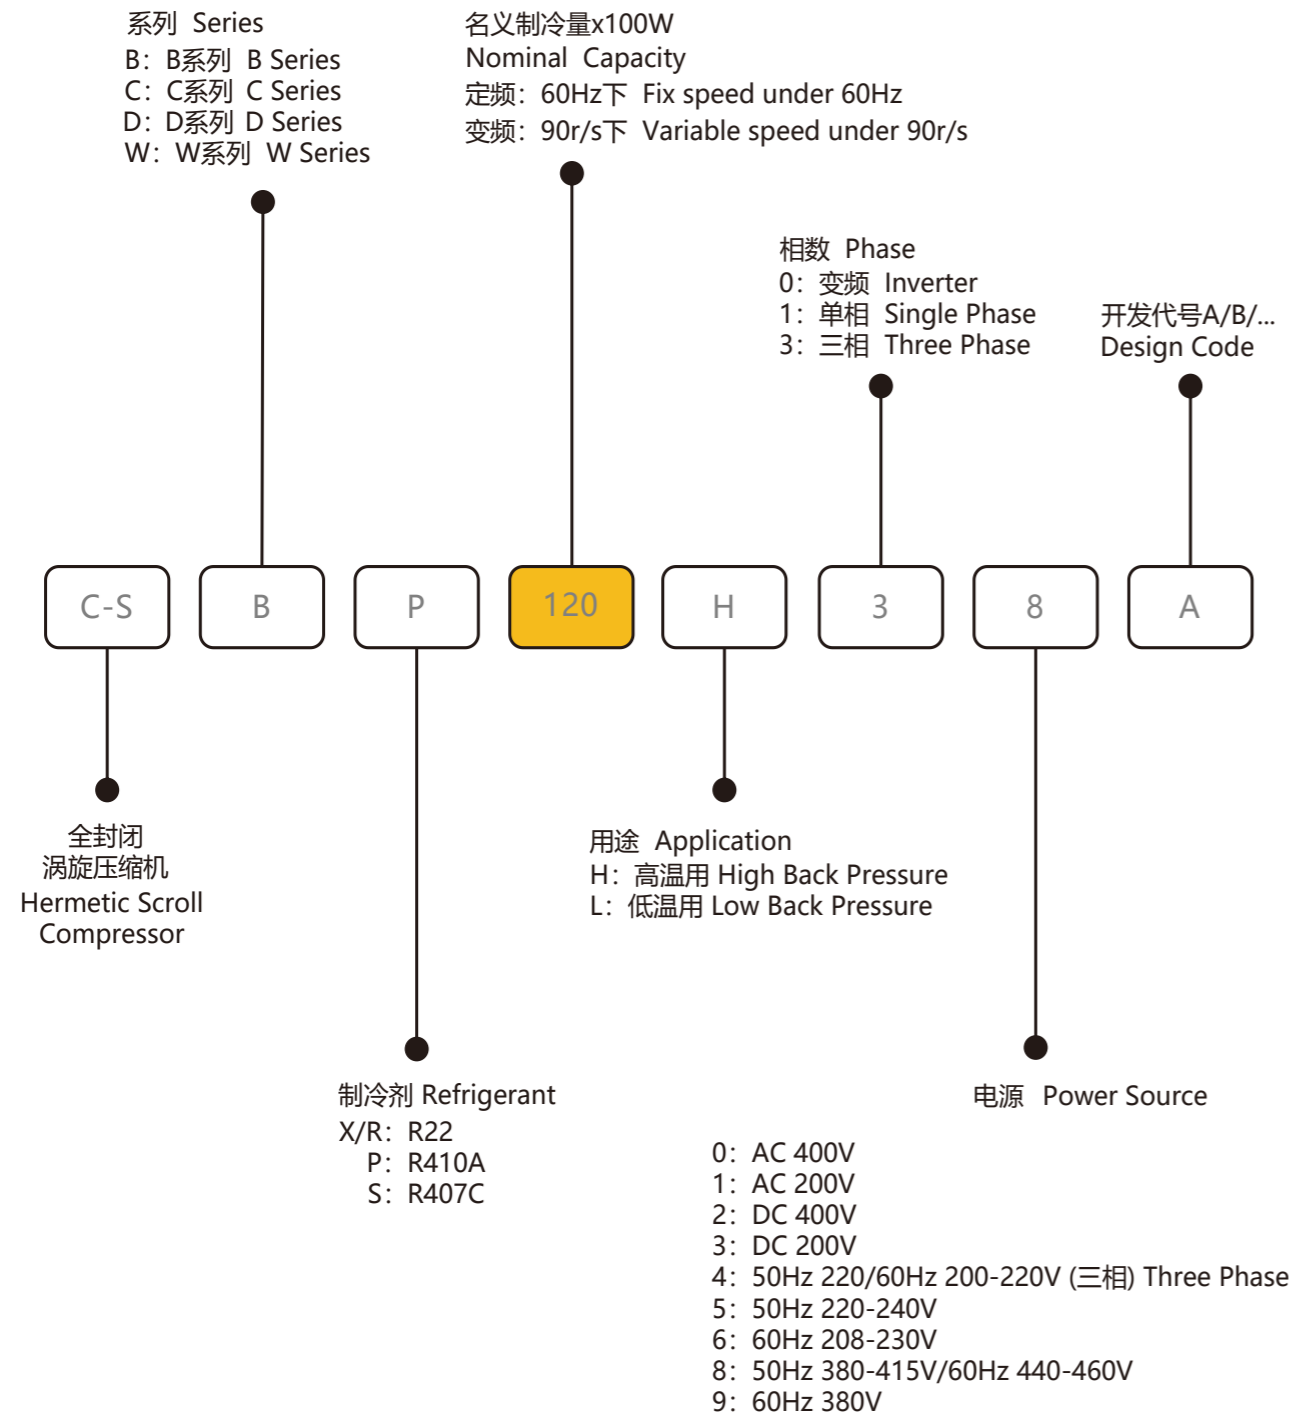 系列 Series
B：B系列 B Series
C：C系列 C Series
D：D系列 D Series
W：W系列 W Series
名义制冷量x100W
Nominal Capacity
定频：60Hz下 Fix speed under 60Hz
变频：90r/s下 Variable speed under 90r/s
相数 Phase
0：变频 Inverter
1：单相 Single Phase
3：三相 Three Phase
开发代号A/B/...
Design Code
C-S B P 120 H 3 8 A
全封闭
涡旋压缩机
Hermetic Scroll
Compressor
用途 Application
H：高温用 High Back Pressure
L：低温用 Low Back Pressure
制冷剂 Refrigerant
X/R：R22
P：R410A
S：R407C
电源 Power Source
0：AC 400V
1：AC 200V
2：DC 400V
3：DC 200V
4：50Hz 220/60Hz 200-220V (三相) Three Phase
5：50Hz 220-240V
6：60Hz 208-230V
8：50Hz 380-415V/60Hz 440-460V
9：60Hz 380V